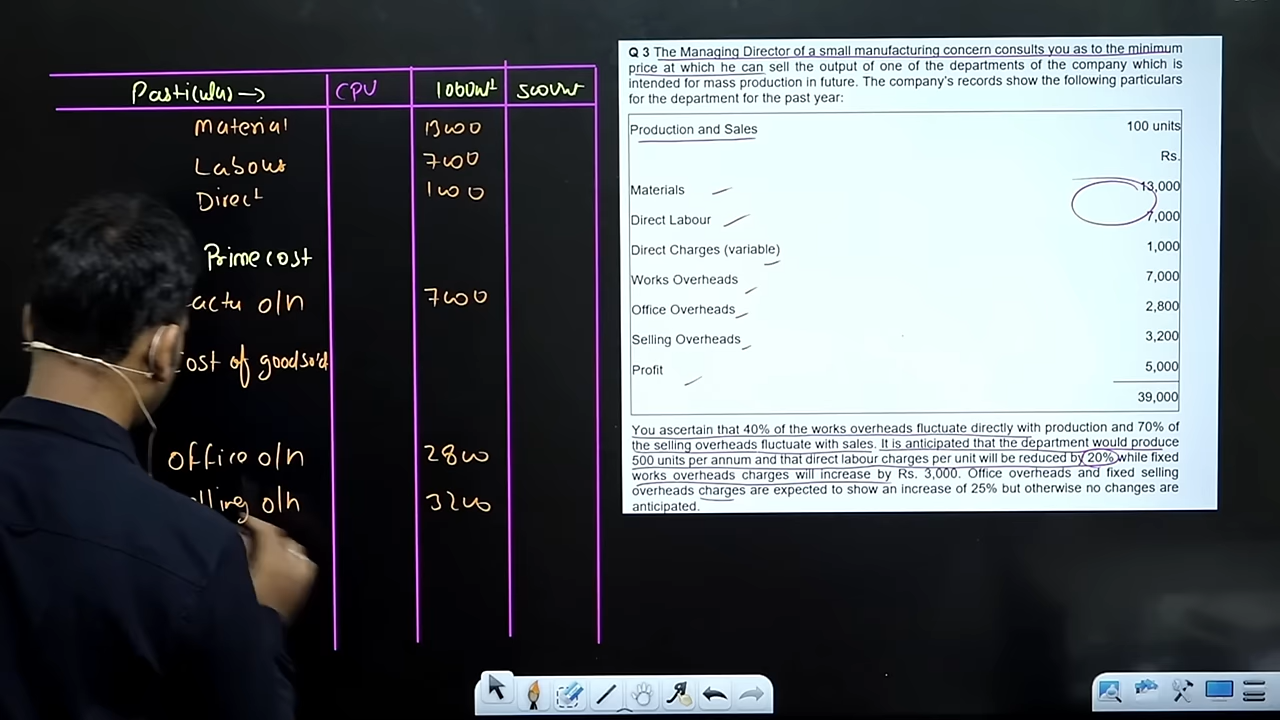 Particulars →
CPU
100 unit
500 unit
Material
13000
Labour
7000
Direct
1000
Prime cost
actu o/h
7000
ost of goodsold
office o/h
2800
lling o/h
3200
Q 3 The Managing Director of a small manufacturing concern consults you as to the minimum
price at which he can sell the output of one of the departments of the company which is
intended for mass production in future. The company's records show the following particulars
for the department for the past year:
Production and Sales 100 units
Rs.
Materials 13,000
Direct Labour 7,000
Direct Charges (variable) 1,000
Works Overheads 7,000
Office Overheads 2,800
Selling Overheads 3,200
Profit 5,000
39,000
You ascertain that 40% of the works overheads fluctuate directly with production and 70% of
the selling overheads fluctuate with sales. It is anticipated that the department would produce
500 units per annum and that direct labour charges per unit will be reduced by 20% while fixed
works overheads charges will increase by Rs. 3,000. Office overheads and fixed selling
overheads charges are expected to show an increase of 25% but otherwise no changes are
anticipated.